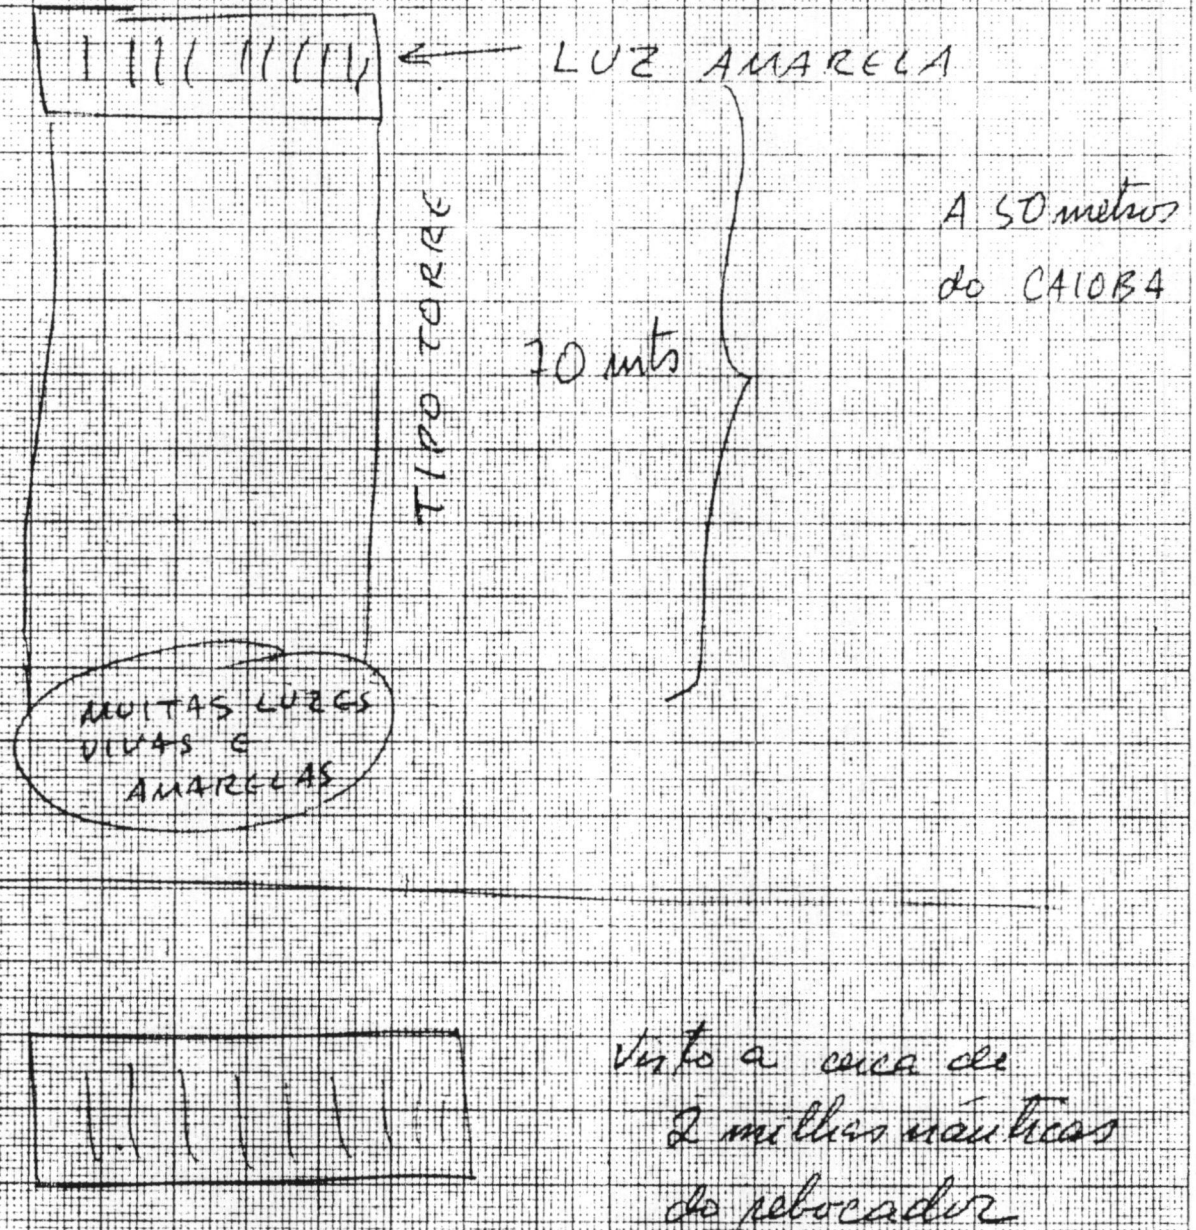 LUZ AMARELA
A 50 metros
do CAIOBA
TIPO TORRE
70 mts
MUITAS LUZES
VIVAS E
AMARELAS
Visto a cerca de
2 milhas náuticas
do rebocador